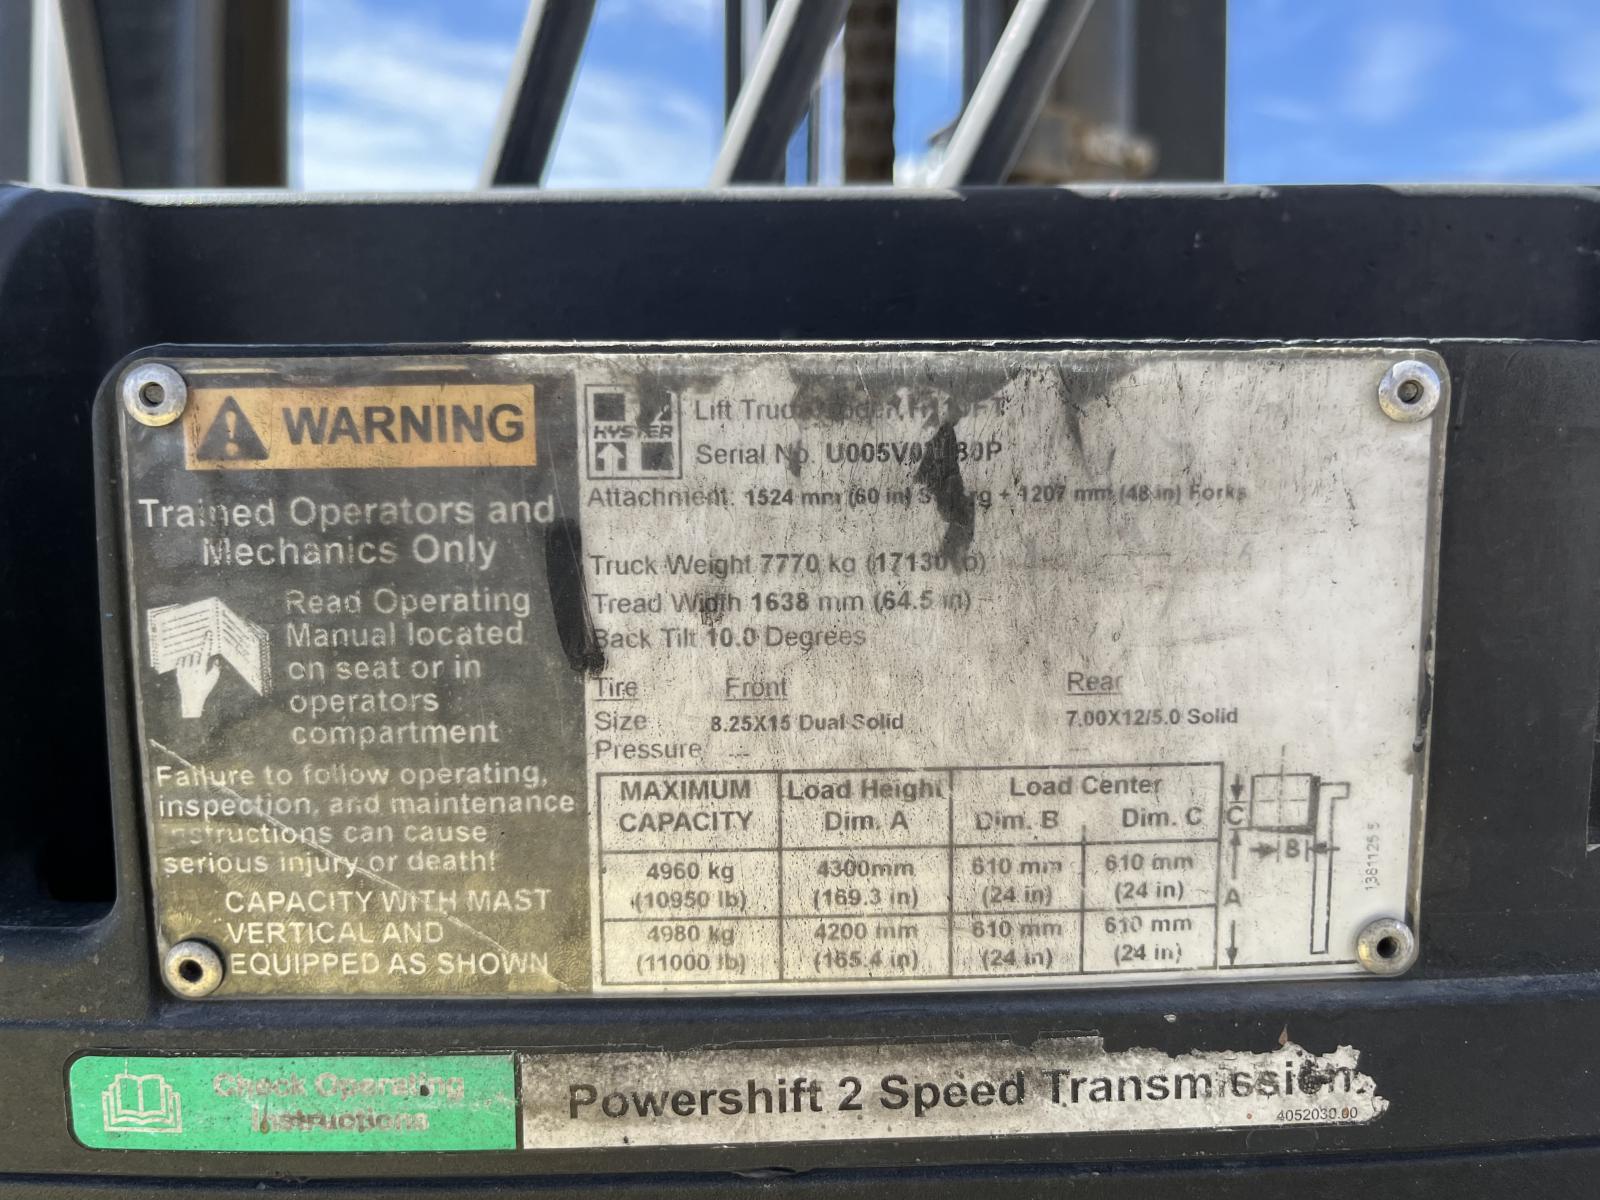 WARNING
Trained Operators and
Mechanics Only
Read Operating
Manual located
on seat or in
operators
compartment
Failure to follow operating,
inspection, and maintenance
instructions can cause
serious injury or death!
CAPACITY WITH MAST
VERTICAL AND
EQUIPPED AS SHOWN
HYSTER
Lift Truck Model
Serial No.
Attachment: 1524 mm (60 in) + 1207 mm (48 in) Forks
Truck Weight 7770 kg (17130 lb)
Tread Width 1638 mm (64.5 in)
Back Tilt 10.0 Degrees
Tire Front Rear
Size 8.25X15 Dual Solid 7.00X12/5.0 Solid
Pressure --- ---
MAXIMUM CAPACITY Load Height Dim. A Load Center Dim. B Dim. C
4960 kg (10950 lb) 4300mm (169.3 in) 610 mm (24 in) 610 mm (24 in)
4980 kg (11000 lb) 4200 mm (165.4 in) 610 mm (24 in) 610 mm (24 in)
C
B
A
Check Operating
Instructions
Powershift 2 Speed Transmission
4052030.00